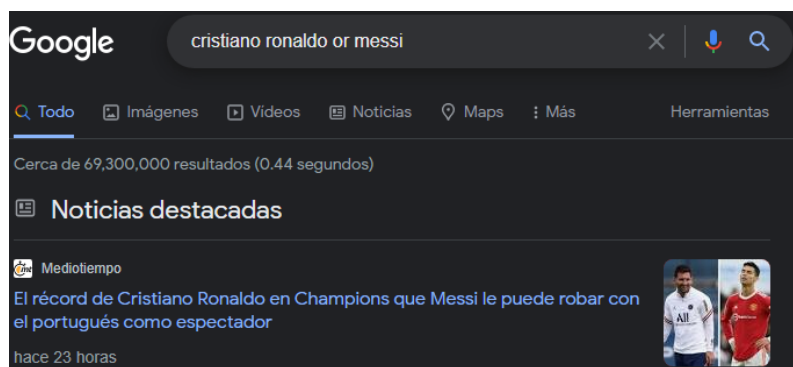 Google
cristiano ronaldo or messi
Todo
Imágenes
Vídeos
Noticias
Maps
Más
Herramientas
Cerca de 69,300,000 resultados (0.44 segundos)
Noticias destacadas
Mediotiempo
El récord de Cristiano Ronaldo en Champions que Messi le puede robar con
el portugués como espectador
hace 23 horas